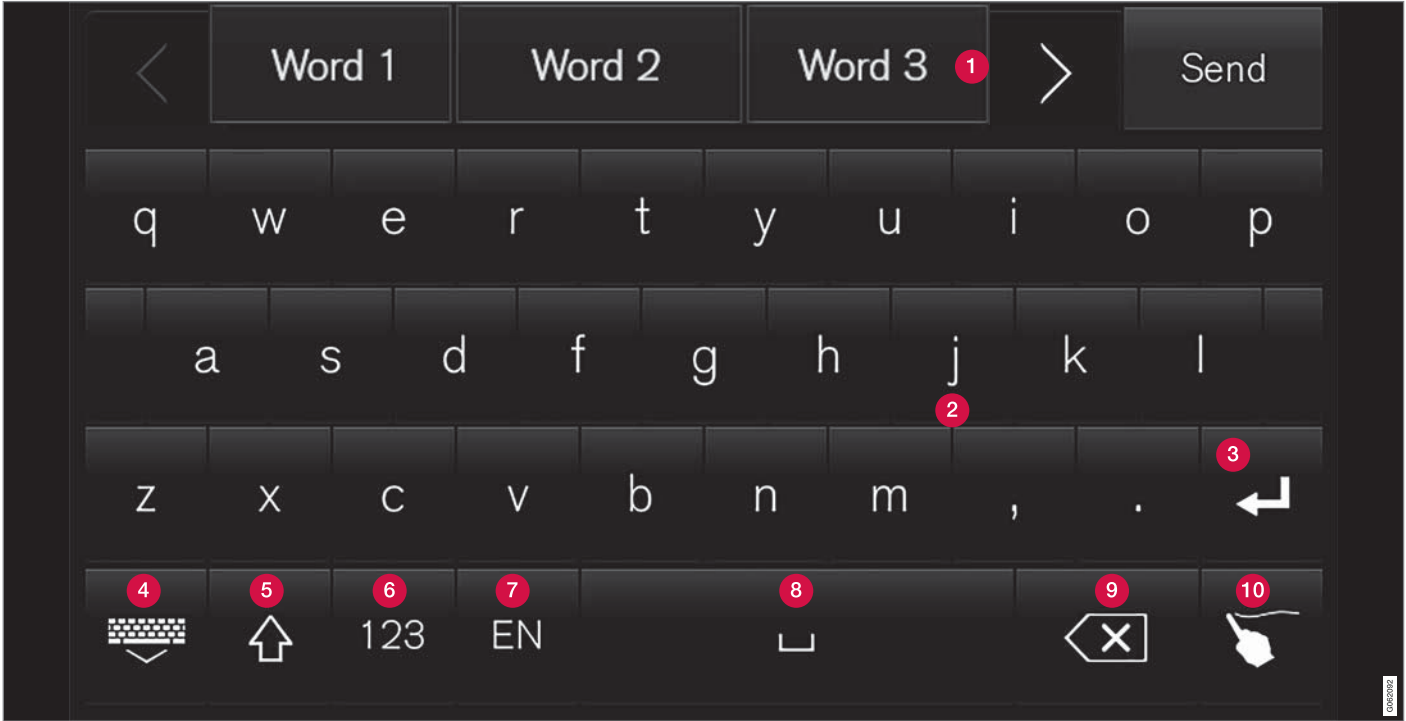 Word 1 Word 2 Word 3 1 Send
q w e r t y u i o p
a s d f g h j k l
2
3
z x c v b n m , .
4 5 6 7 8 9 10
123 EN
G062092